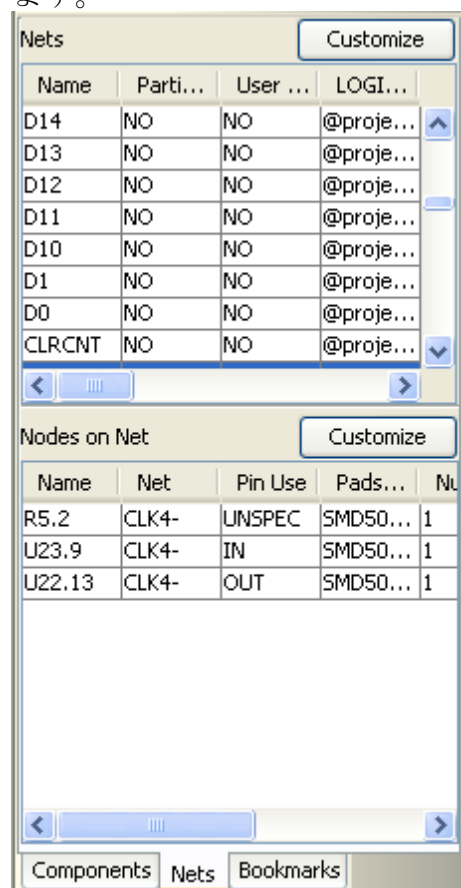 ます。
Nets Customize
Name Parti... User ... LOGI...
D14 NO NO @proje...
D13 NO NO @proje...
D12 NO NO @proje...
D11 NO NO @proje...
D10 NO NO @proje...
D1 NO NO @proje...
D0 NO NO @proje...
CLRCNT NO NO @proje...
Nodes on Net Customize
Name Net Pin Use Pads... Nu
R5.2 CLK4- UNSPEC SMD50... 1
U23.9 CLK4- IN SMD50... 1
U22.13 CLK4- OUT SMD50... 1
Components Nets Bookmarks